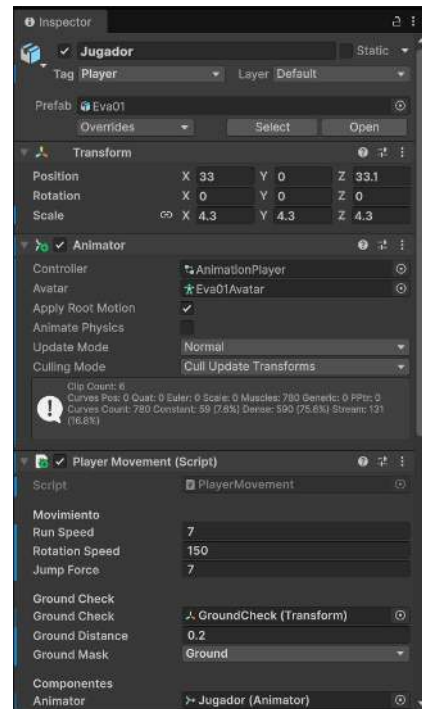 Inspector
Jugador Static
Tag Player Layer Default
Prefab Eva01
Overrides Select Open
Transform
Position X 33 Y 0 Z 33.1
Rotation X 0 Y 0 Z 0
Scale X 4.3 Y 4.3 Z 4.3
Animator
Controller AnimationPlayer
Avatar Eva01Avatar
Apply Root Motion
Animate Physics
Update Mode Normal
Culling Mode Cull Update Transforms
Clip Count: 6
Curves Pos: 0 Quat: 0 Euler: 0 Scale: 0 Muscles: 780 Generic: 0 PPtr: 0
Curves Count: 780 Constant: 59 (7.6%) Dense: 590 (75.6%) Stream: 131
(16.8%)
Player Movement (Script)
Script PlayerMovement
Movimiento
Run Speed 7
Rotation Speed 150
Jump Force 7
Ground Check
Ground Check GroundCheck (Transform)
Ground Distance 0.2
Ground Mask Ground
Componentes
Animator Jugador (Animator)